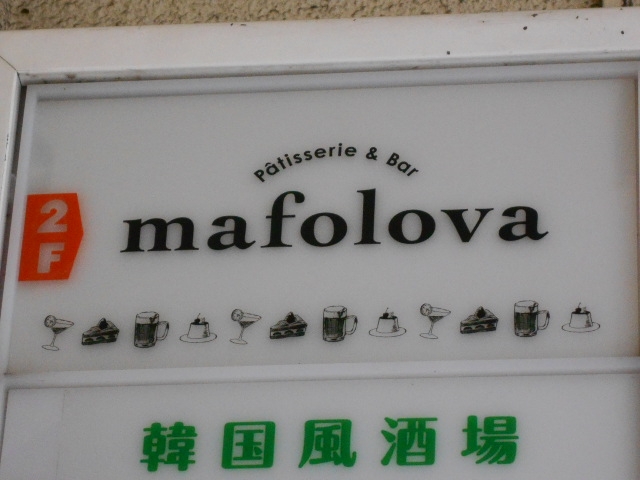 Pâtisserie & Bar
mafolova
2F
韓国風酒場